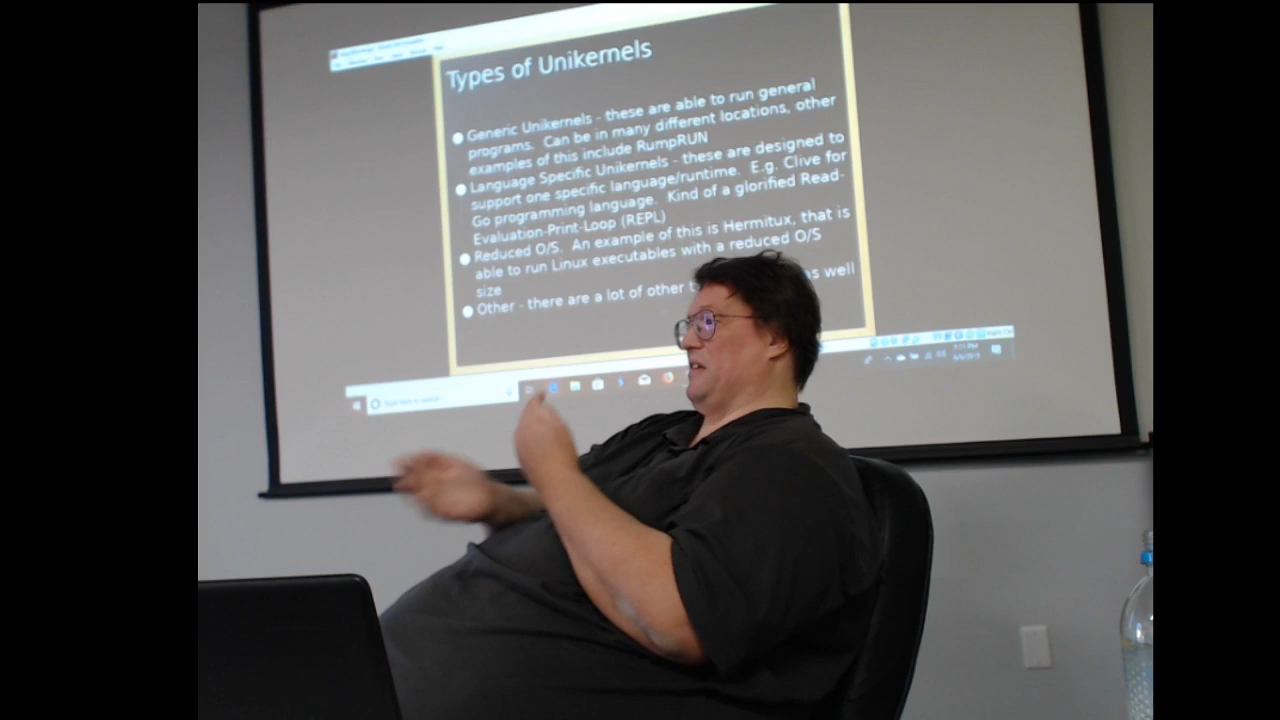 Types of Unikernels
Generic Unikernels - these are able to run general
programs. Can be in many different locations, other
examples of this include RumpRUN
Language Specific Unikernels - these are designed to
support one specific language/runtime. E.g. Clive for
Go programming language. Kind of a glorified Read-
Evaluation-Print-Loop (REPL)
Reduced O/S. An example of this is Hermitux, that is
able to run Linux executables with a reduced O/S
size
Other - there are a lot of other as well
7:11 PM